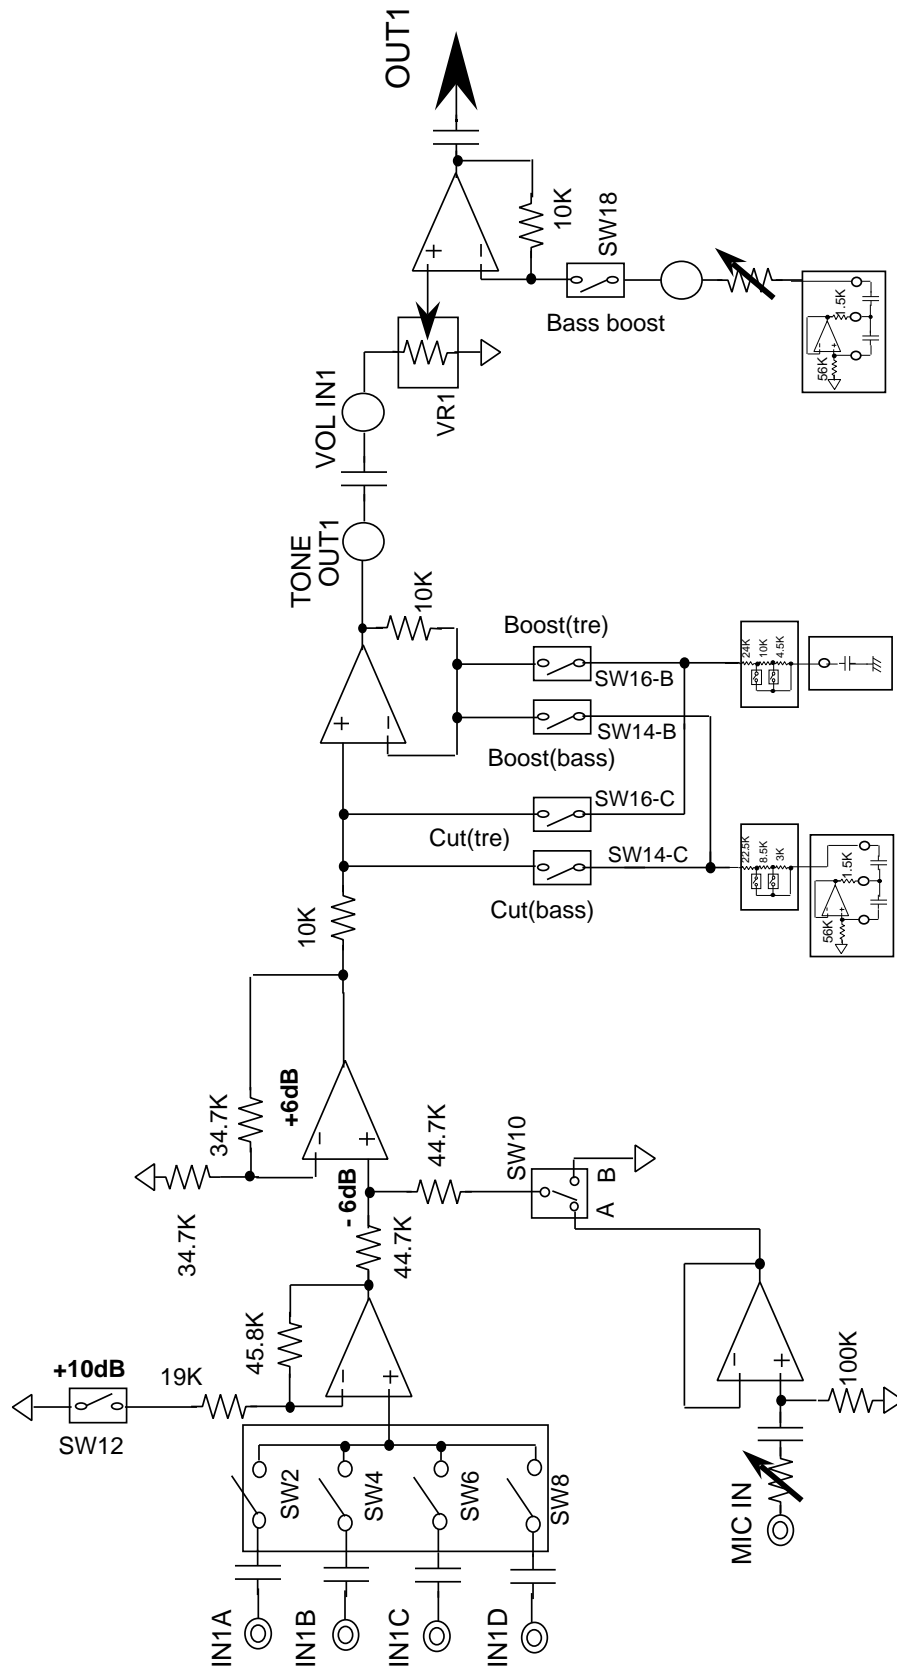 IN1A
IN1B
IN1C
IN1D
SW2
SW4
SW6
SW8
SW12
+10dB
19K
45.8K
44.7K
- 6dB
34.7K
34.7K
+6dB
44.7K
SW10
A
B
MIC IN
100K
10K
Cut(bass)
SW14-C
Cut(tre)
SW16-C
Boost(bass)
SW14-B
Boost(tre)
SW16-B
10K
TONE
OUT1
VOL IN1
VR1
10K
SW18
Bass boost
OUT1
22.5K
8.5K
3K
56K
1.5K
24K
10K
4.5K
56K
1.5K